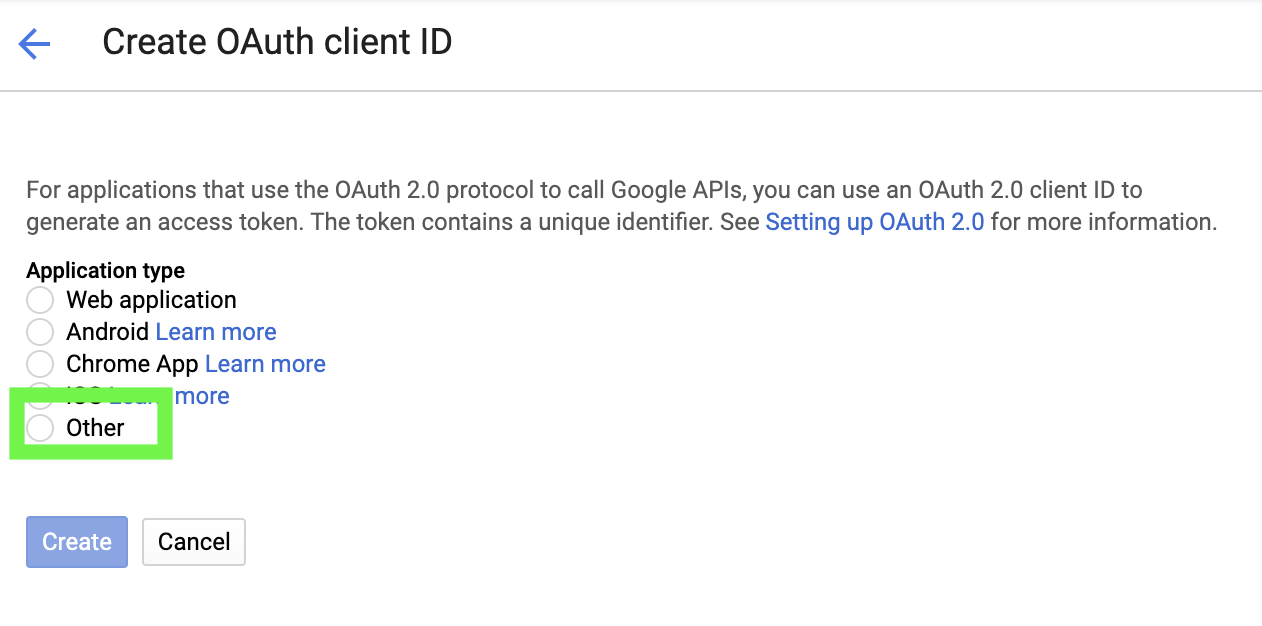 Create OAuth client ID
For applications that use the OAuth 2.0 protocol to call Google APIs, you can use an OAuth 2.0 client ID to
generate an access token. The token contains a unique identifier. See Setting up OAuth 2.0 for more information.
Application type
Web application
Android Learn more
Chrome App Learn more
iOS Learn more
Other
Create Cancel